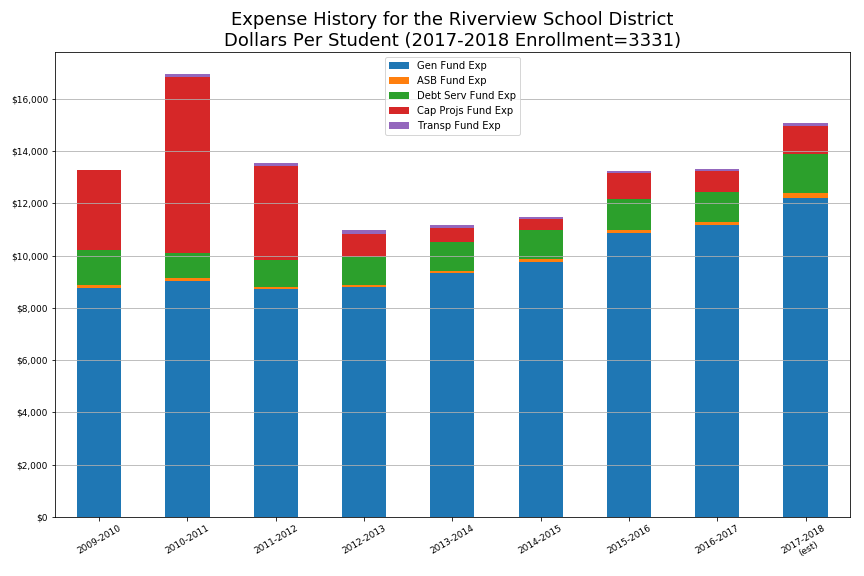 Expense History for the Riverview School District
Dollars Per Student (2017-2018 Enrollment=3331)
Gen Fund Exp
ASB Fund Exp
Debt Serv Fund Exp
Cap Projs Fund Exp
Transp Fund Exp
$16,000
$14,000
$12,000
$10,000
$8,000
$6,000
$4,000
$2,000
$0
2009-2010
2010-2011
2011-2012
2012-2013
2013-2014
2014-2015
2015-2016
2016-2017
2017-2018
(est)